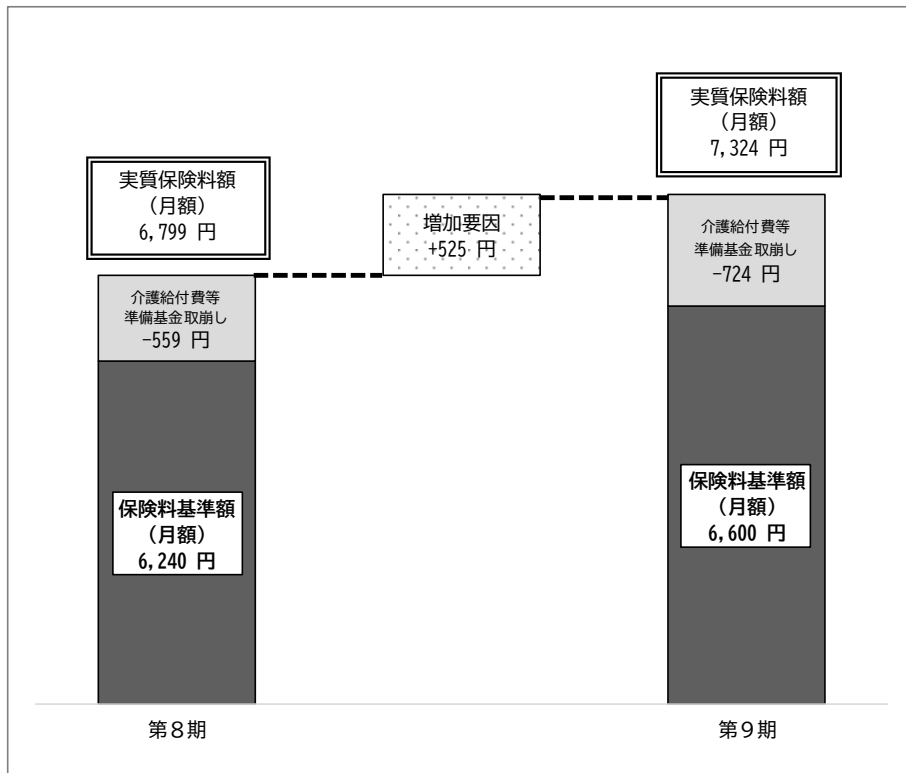 実質保険料額
（月額）
6,799 円
介護給付費等
準備基金取崩し
-559 円
保険料基準額
（月額）
6,240 円
第８期
増加要因
+525 円
実質保険料額
（月額）
7,324 円
介護給付費等
準備基金取崩し
-724 円
保険料基準額
（月額）
6,600 円
第９期